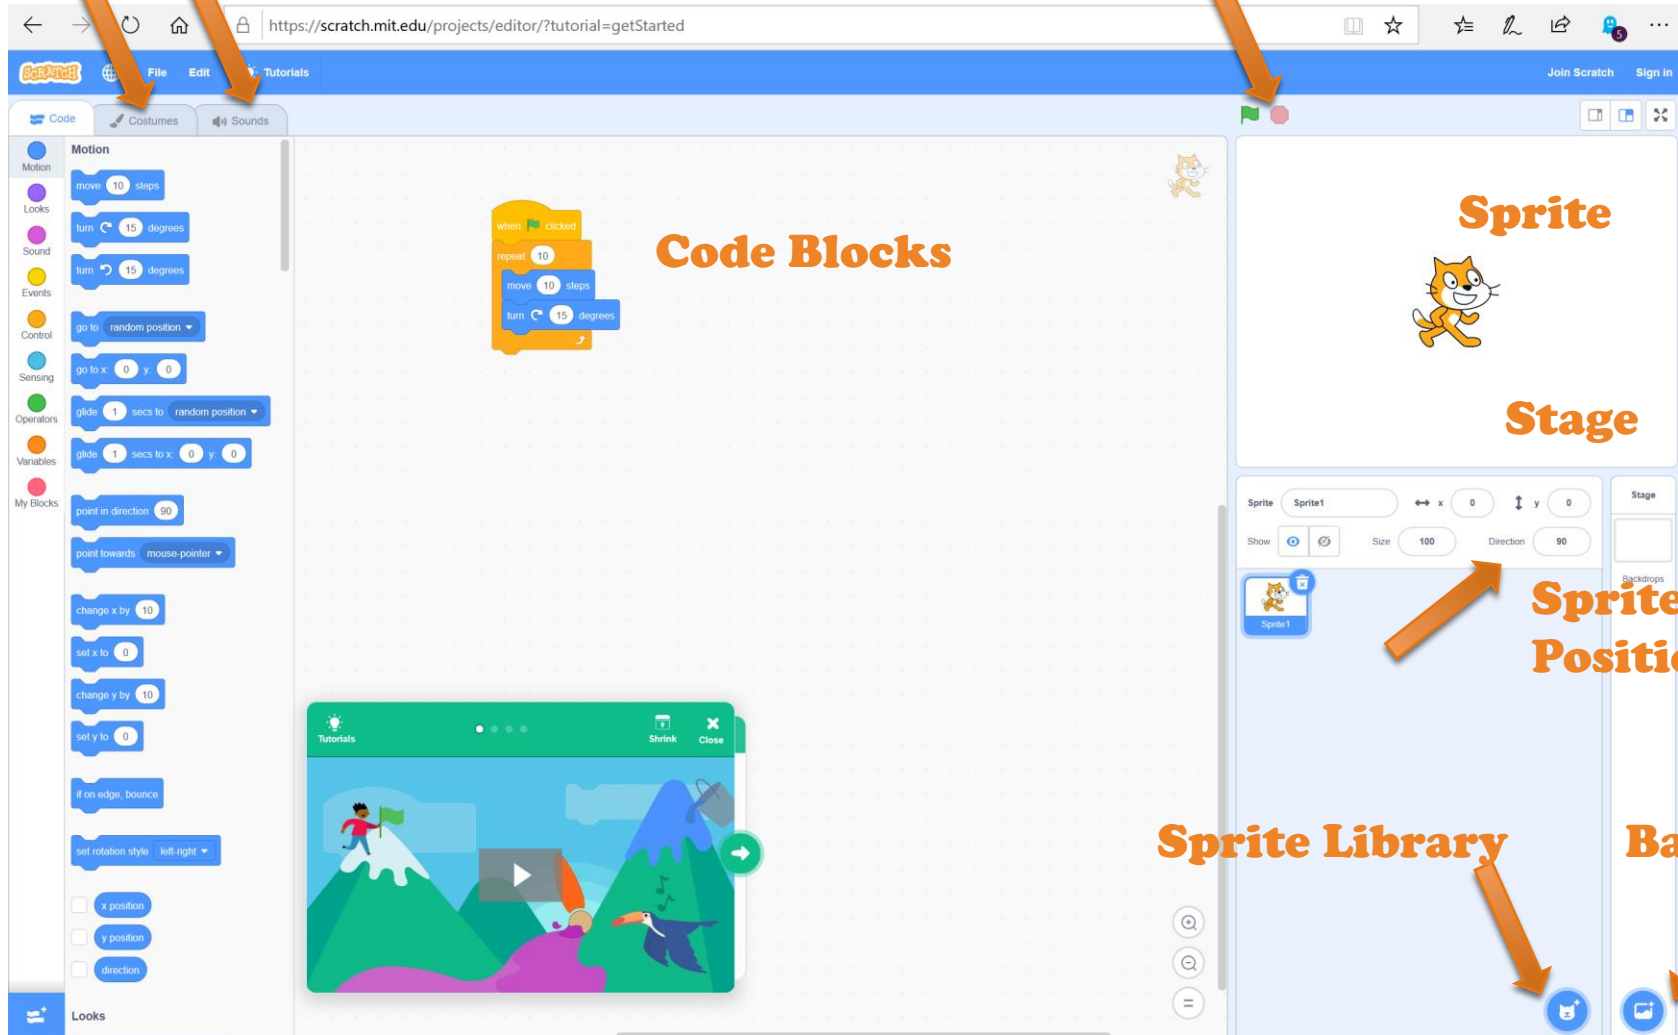 https://scratch.mit.edu/projects/editor/?tutorial=getStarted
5
SCRATCH File Edit Tutorials Join Scratch Sign in
Code Costumes Sounds
Motion
Looks
Sound
Events
Control
Sensing
Operators
Variables
My Blocks
Motion
move 10 steps
turn 15 degrees
turn 15 degrees
go to random position
go to x: 0 y: 0
glide 1 secs to random position
glide 1 secs to x: 0 y: 0
point in direction 90
point towards mouse-pointer
change x by 10
set x to 0
change y by 10
set y to 0
if on edge, bounce
set rotation style left-right
x position
y position
direction
Looks
when clicked
repeat 10
move 10 steps
turn 15 degrees
Code Blocks
Tutorials Shrink Close
Sprite
Stage
Sprite Sprite1 x 0 y 0
Show Size 100 Direction 90
Sprite1
Stage
Backdrops
Sprite
Positi
Sprite Library
Ba